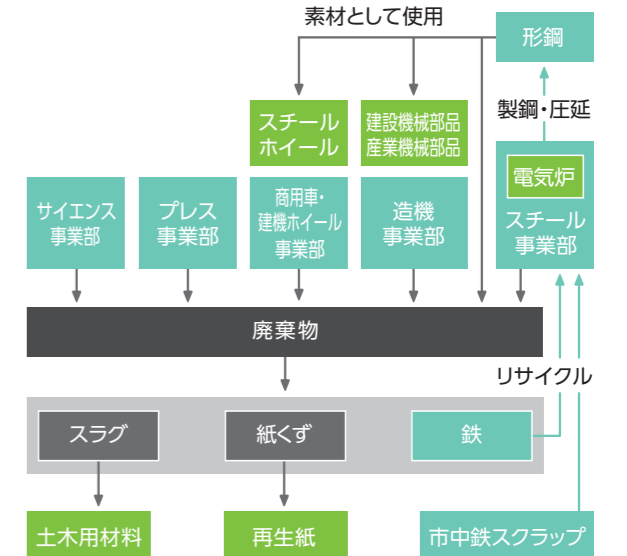 素材として使用
形鋼
製鋼・圧延
スチール
ホイール
建設機械部品
産業機械部品
電気炉
スチール
事業部
サイエンス
事業部
プレス
事業部
商用車・
建機ホイール
事業部
造機
事業部
廃棄物
リサイクル
スラグ
紙くず
鉄
土木用材料
再生紙
市中鉄スクラップ